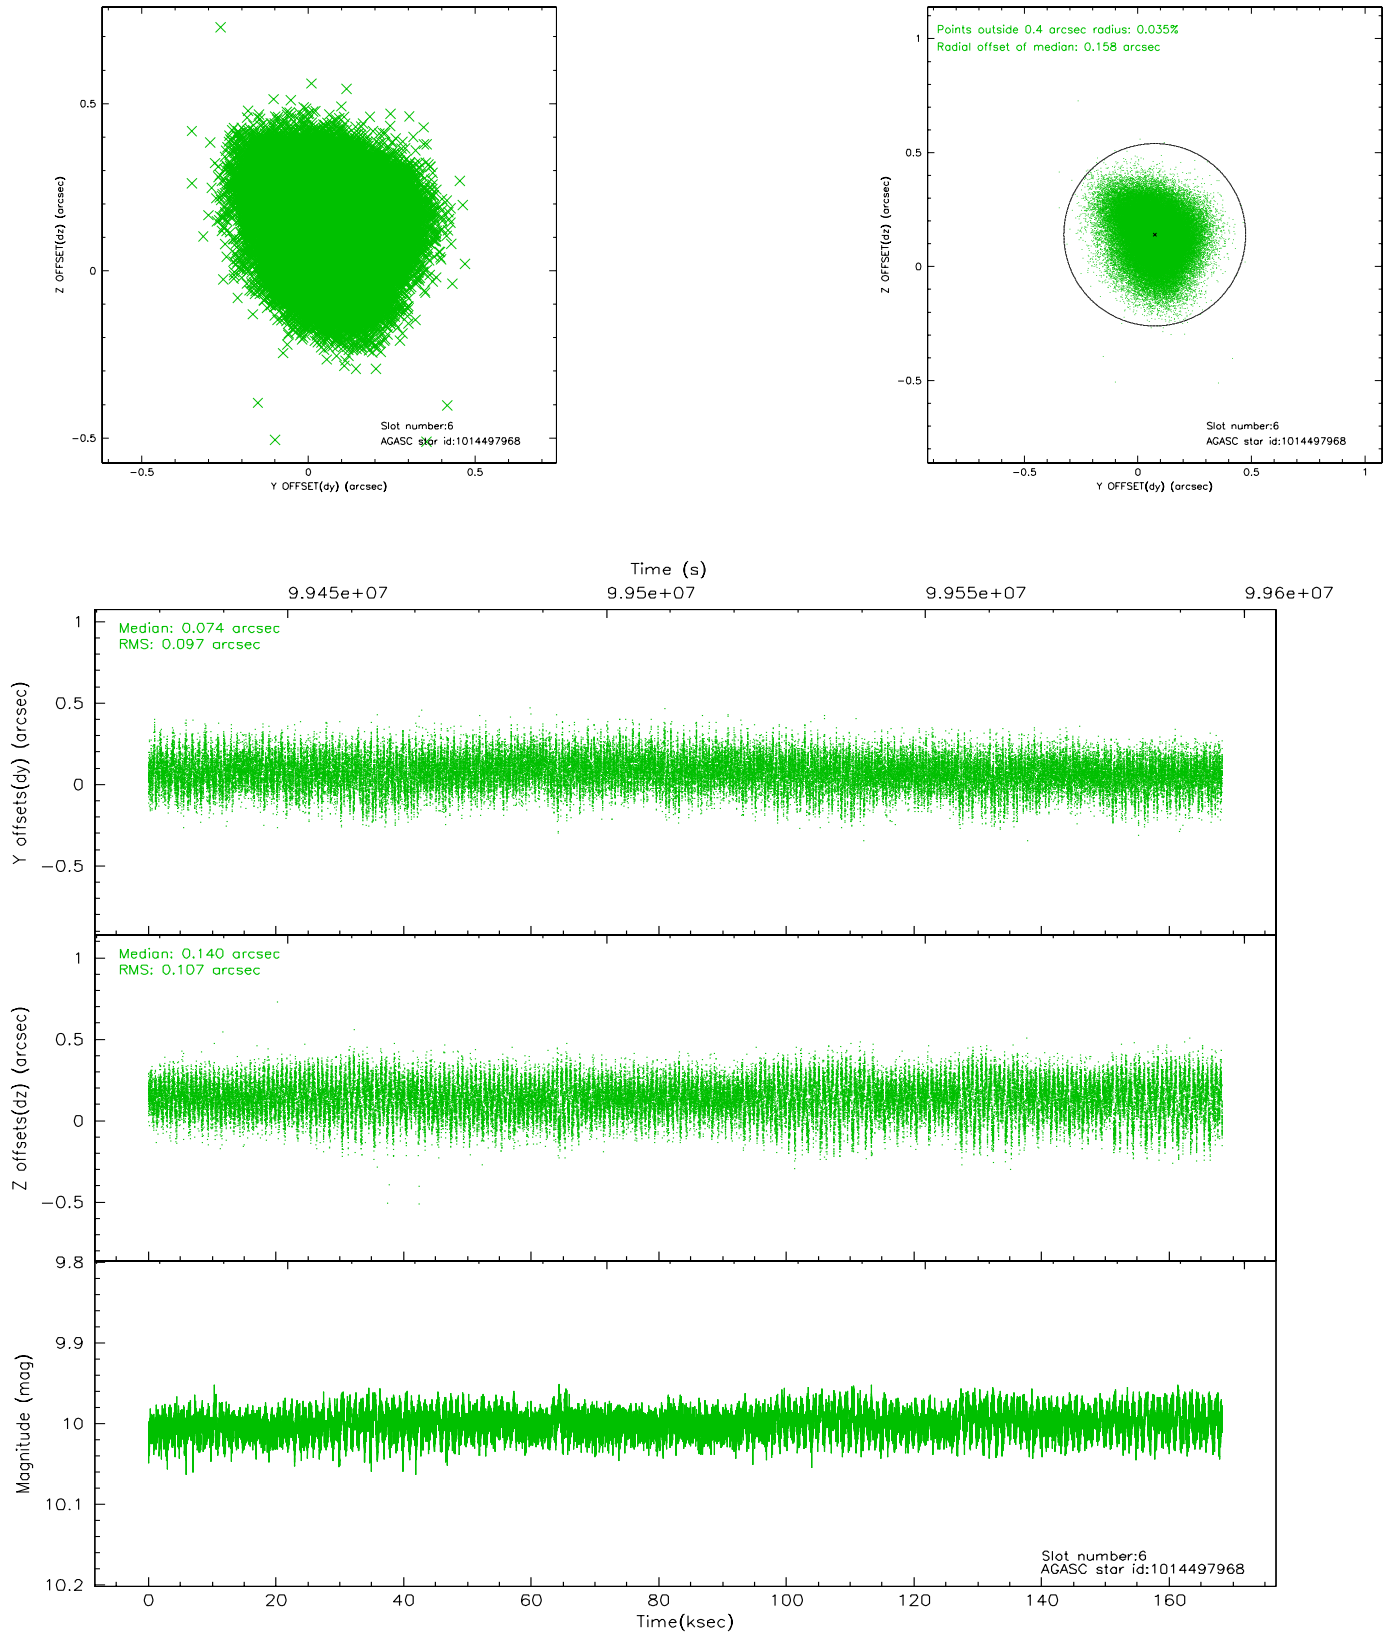 0.5
0
−0.5
Z OFFSET(dz) (arcsec)
−0.5
0
0.5
Y OFFSET(dy) (arcsec)
Slot number:6
AGASC star id:1014497968
Points outside 0.4 arcsec radius: 0.035%
Radial offset of median: 0.158 arcsec
1
0.5
0
−0.5
Z OFFSET(dz) (arcsec)
−0.5
0
0.5
1
Y OFFSET(dy) (arcsec)
Slot number:6
AGASC star id:1014497968
Time (s)
9.945e+07
9.95e+07
9.955e+07
9.96e+07
Median: 0.074 arcsec
RMS: 0.097 arcsec
1
0.5
0
−0.5
Y offsets(dy) (arcsec)
Median: 0.140 arcsec
RMS: 0.107 arcsec
1
0.5
0
−0.5
Z offsets(dz) (arcsec)
9.8
9.9
10
10.1
10.2
Magnitude (mag)
Slot number:6
AGASC star id:1014497968
0
20
40
60
80
100
120
140
160
Time(ksec)